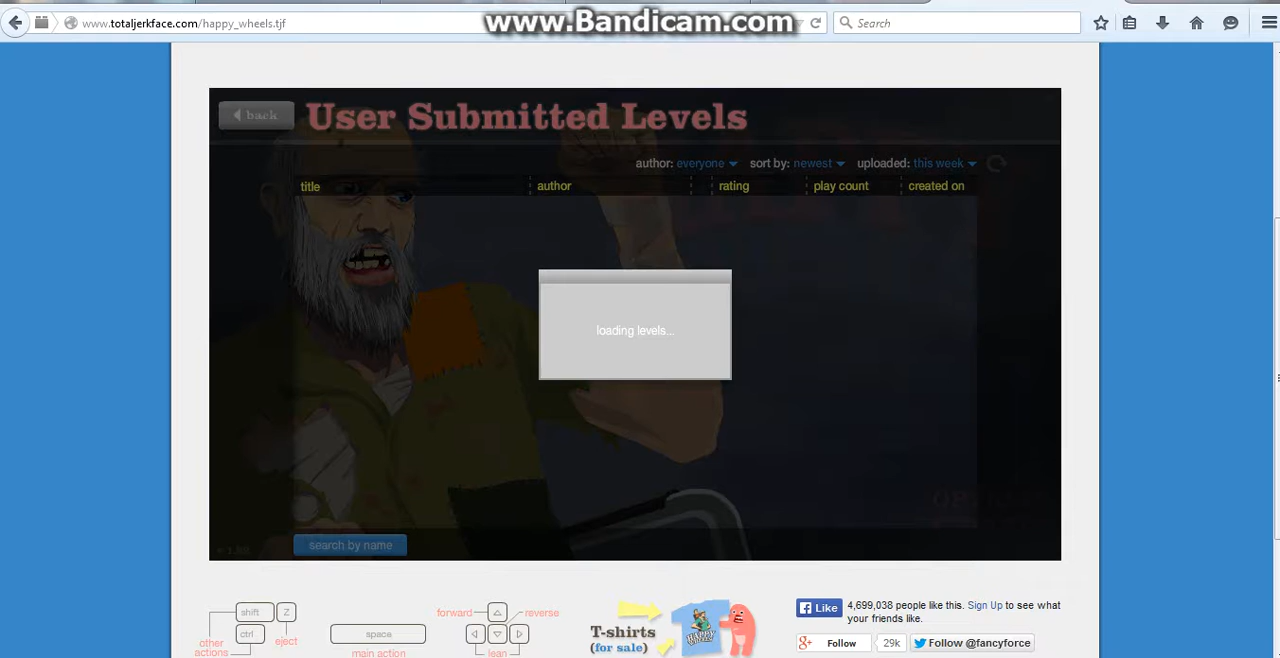 www.totaljerkface.com/happy_wheels.tjf
www.Bandicam.com
Search
back
User Submitted Levels
author: everyone sort by: newest uploaded: this week
title author rating play count created on
loading levels...
search by name
shift Z
ctrl
other actions
eject
space
main action
forward reverse
lean
T-shirts
(for sale)
Like 4,699,038 people like this. Sign Up to see what
your friends like.
Follow 29k Follow @fancyforce